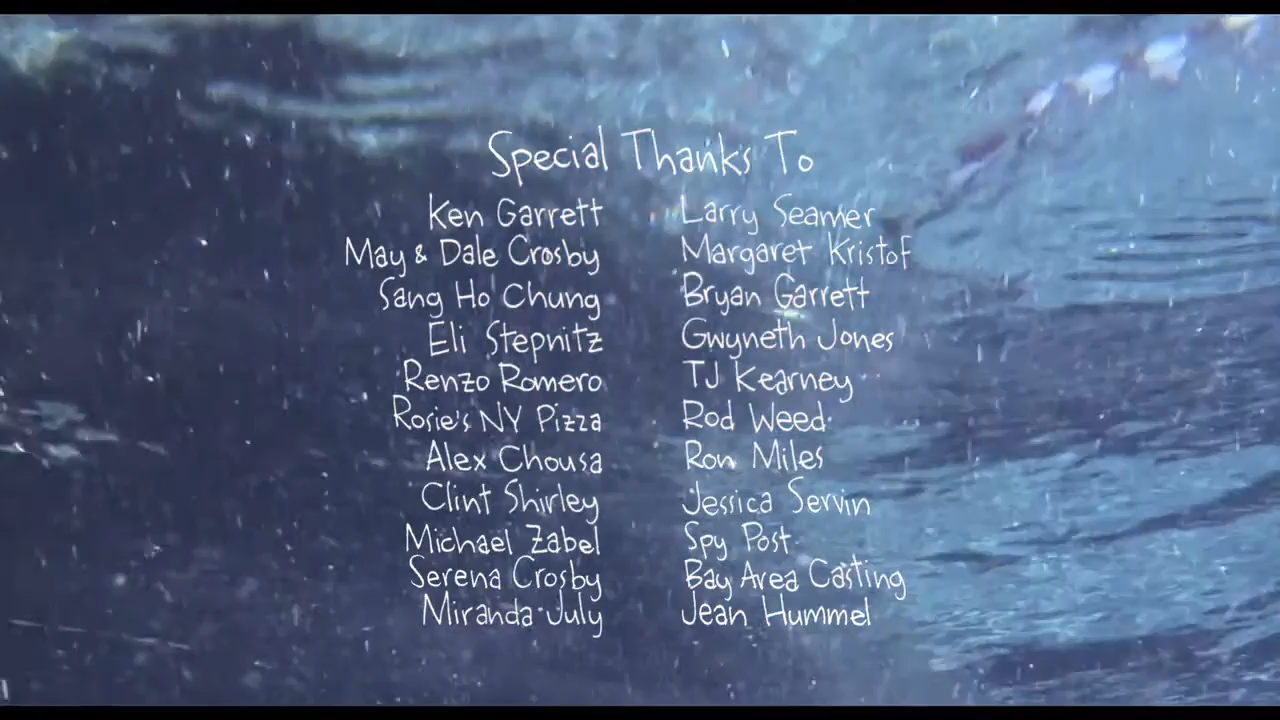 Special Thanks To
Ken Garrett
May & Dale Crosby
Sang Ho Chung
Eli Stepnitz
Renzo Romero
Rosie's NY Pizza
Alex Chousa
Clint Shirley
Michael Zabel
Serena Crosby
Miranda July
Larry Seamer
Margaret Kristof
Bryan Garrett
Gwyneth Jones
TJ Kearney
Rod Weed
Ron Miles
Jessica Servin
Spy Post
Bay Area Casting
Jean Hummel